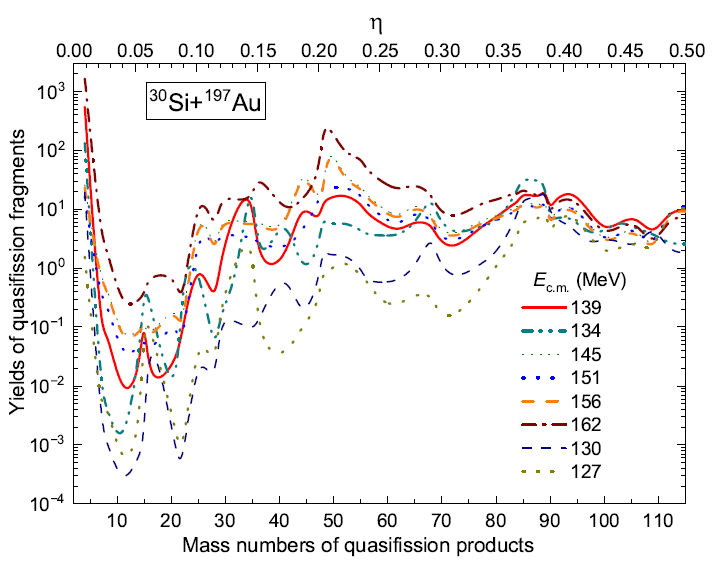 η
0.00 0.05 0.10 0.15 0.20 0.25 0.30 0.35 0.40 0.45 0.50
³⁰Si+¹⁹⁷Au
10³
10²
10¹
10⁰
10⁻¹
10⁻²
10⁻³
10⁻⁴
Yields of quasifission fragments
E_c.m. (MeV)
139
134
145
151
156
162
130
127
10 20 30 40 50 60 70 80 90 100 110
Mass numbers of quasifission products